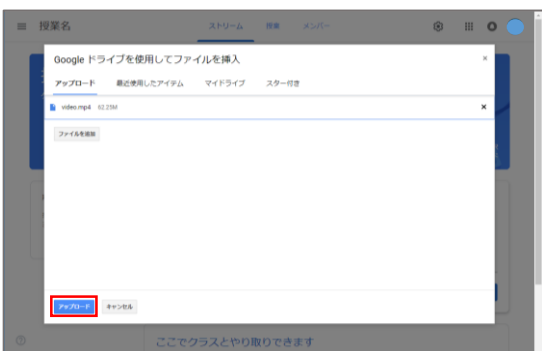 授業名
ストリーム 授業 メンバー
Google ドライブを使用してファイルを挿入
アップロード 最近使用したアイテム マイドライブ スター付き
video.mp4 62.25M
ファイルを追加
アップロード キャンセル
ここでクラスとやり取りできます